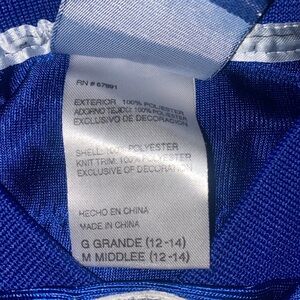 RN # 67991
EXTERIOR 100% POLYESTER
ADORNO TEJIDO: 100% POLYESTER
EXCLUSIVO DE DECORACION
SHELL: 100% POLYESTER
KNIT TRIM: 100% POLYESTER
EXCLUSIVE OF DECORATION
HECHO EN CHINA
MADE IN CHINA
G GRANDE (12-14)
M MIDDLEE (12-14)